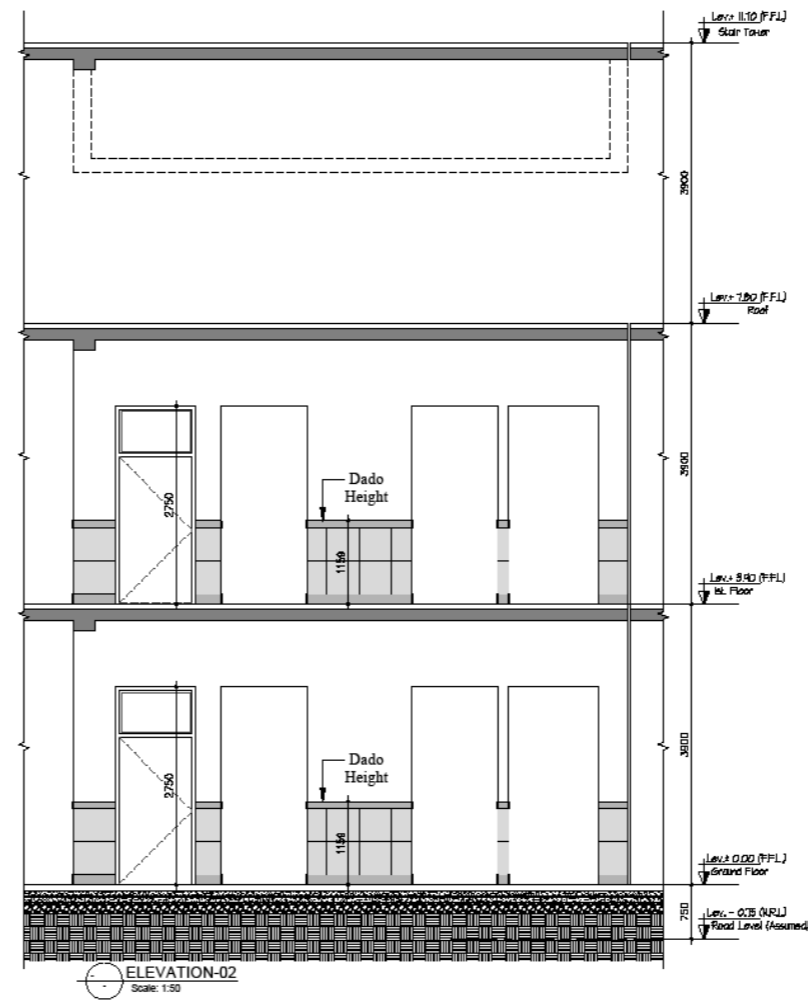 Lev.+ 11.10 (F.F.L.)
Stair Tower
3900
Lev.+ 7.80 (F.F.L.)
Roof
3900
2750
Dado
Height
1159
Lev.+ 3.90 (F.F.L.)
1st. Floor
3900
2750
Dado
Height
1159
Lev.± 0.00 (F.F.L.)
Ground Floor
750
Lev. - 0.75
Road Level (Assumed)
ELEVATION-02
Scale: 1:50